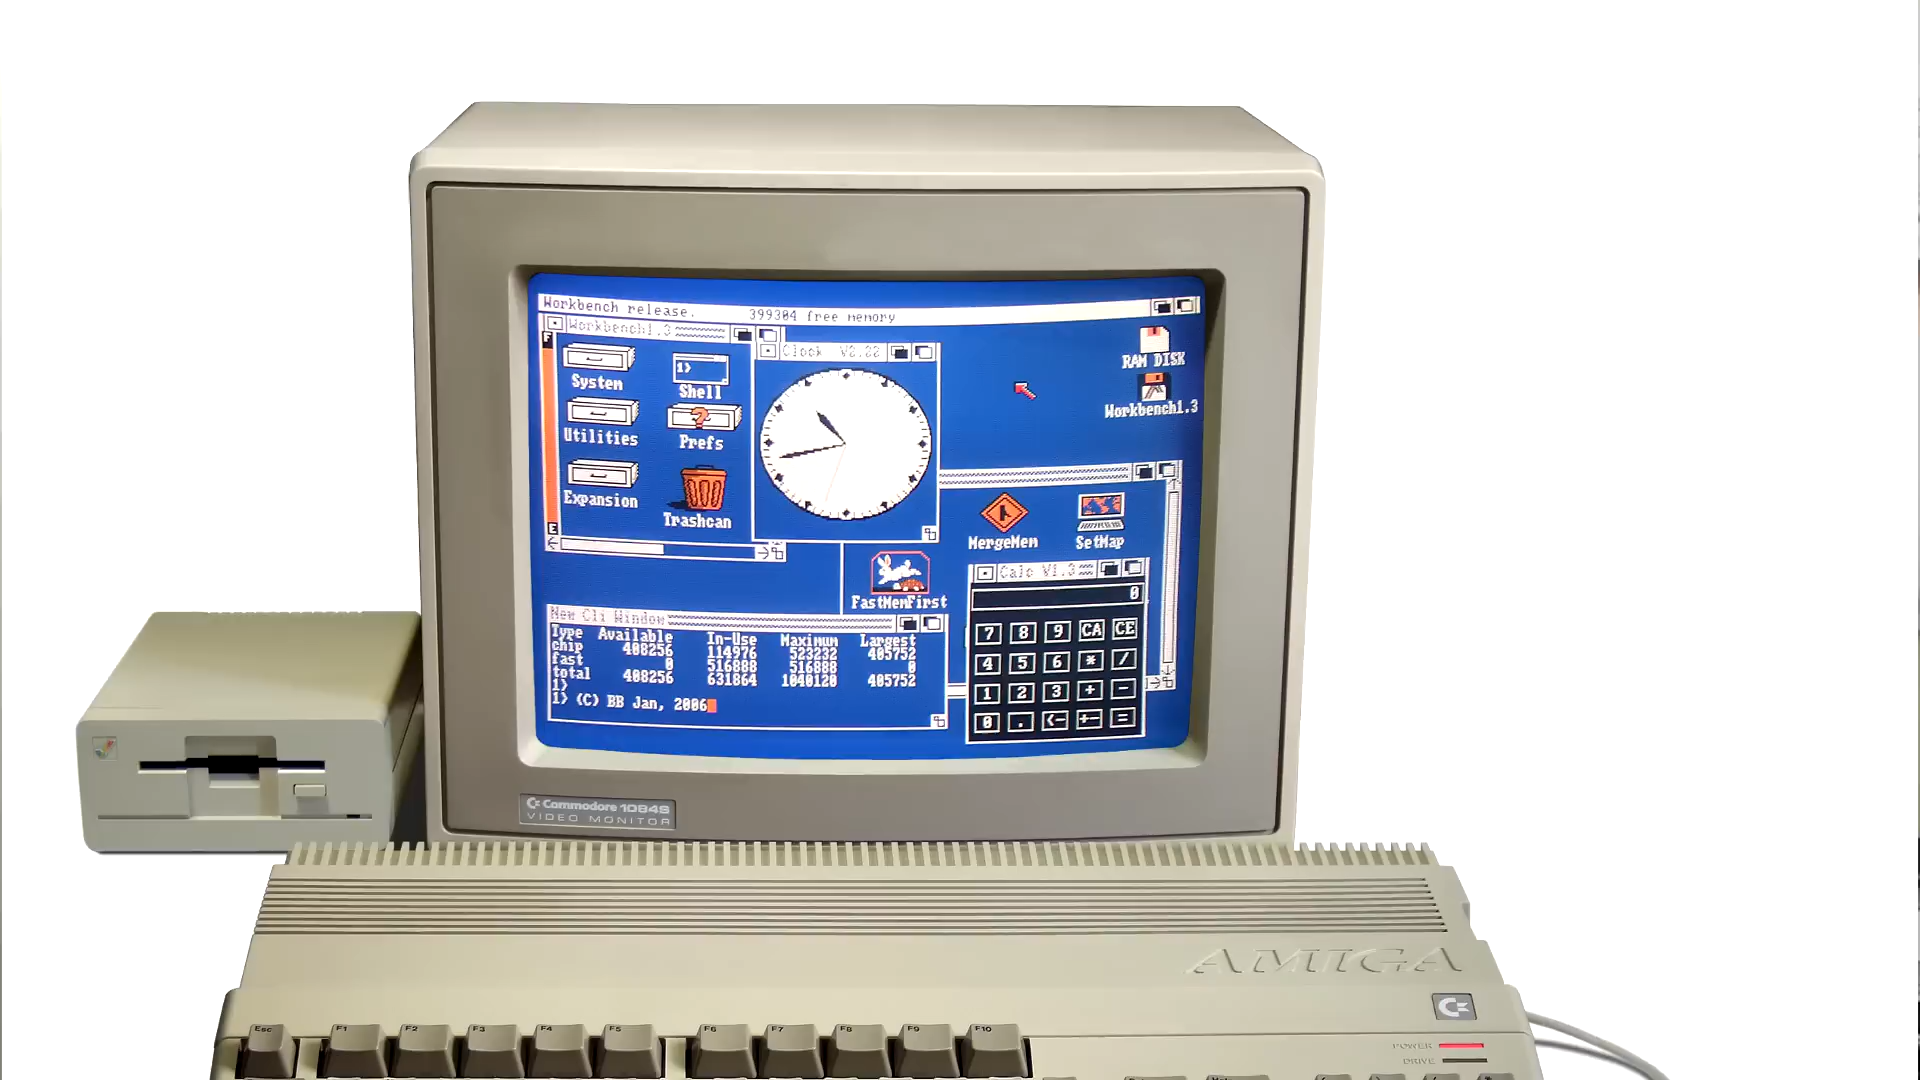 Workbench release. 399304 free memory
Workbench1.3
Clock V2.22
RAM DISK
Workbench1.3
System
Shell
Utilities
Prefs
Expansion
Trashcan
MergeMem
SetMap
FastMemFirst
Calc V1.3
0
7 8 9 CA CE
4 5 6 * /
1 2 3 + -
0 . <- +- =
F
E
New Cli Window
Type Available In-Use Maximum Largest
chip 408256 114976 523232 405752
fast 0 516888 516888 0
total 408256 631864 1040120 405752
1>
1> (C) BB Jan, 2006
1>
Commodore 1084S
VIDEO MONITOR
AMIGA
Esc F1 F2 F3 F4 F5 F6 F7 F8 F9 F10
POWER
DRIVE